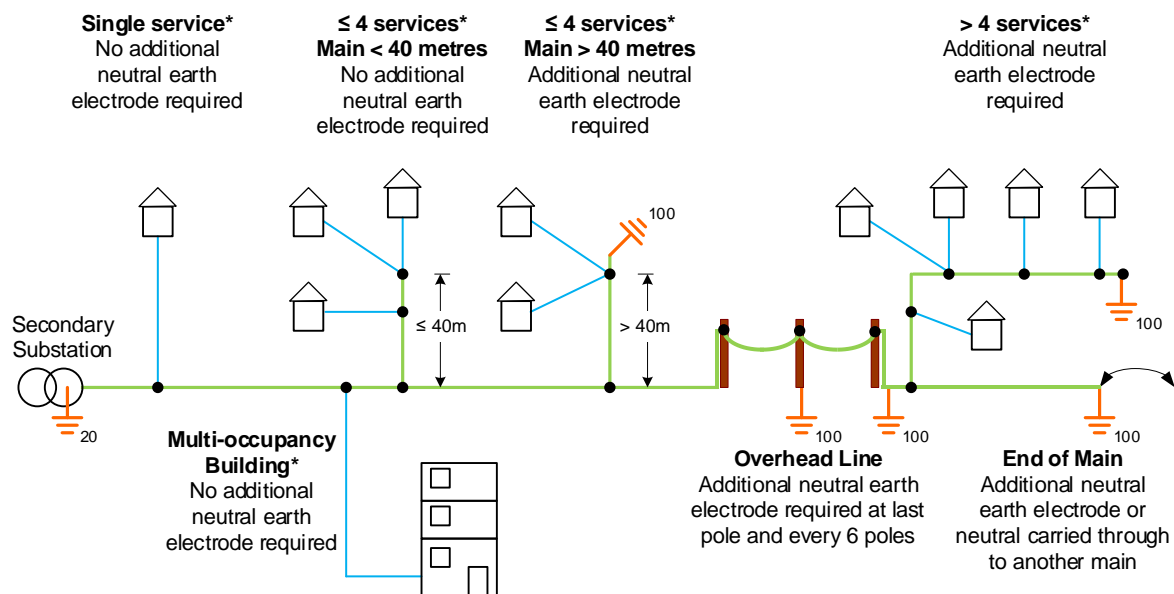 Single service*
No additional
neutral earth
electrode required
≤ 4 services*
Main < 40 metres
No additional
neutral earth
electrode required
≤ 4 services*
Main > 40 metres
Additional neutral
earth electrode
required
> 4 services*
Additional neutral
earth electrode
required
100
≤ 40m
> 40m
100
Secondary
Substation
20
100
100
100
Multi-occupancy
Building*
No additional
neutral earth
electrode required
Overhead Line
Additional neutral earth
electrode required at last
pole and every 6 poles
End of Main
Additional neutral
earth electrode or
neutral carried through
to another main